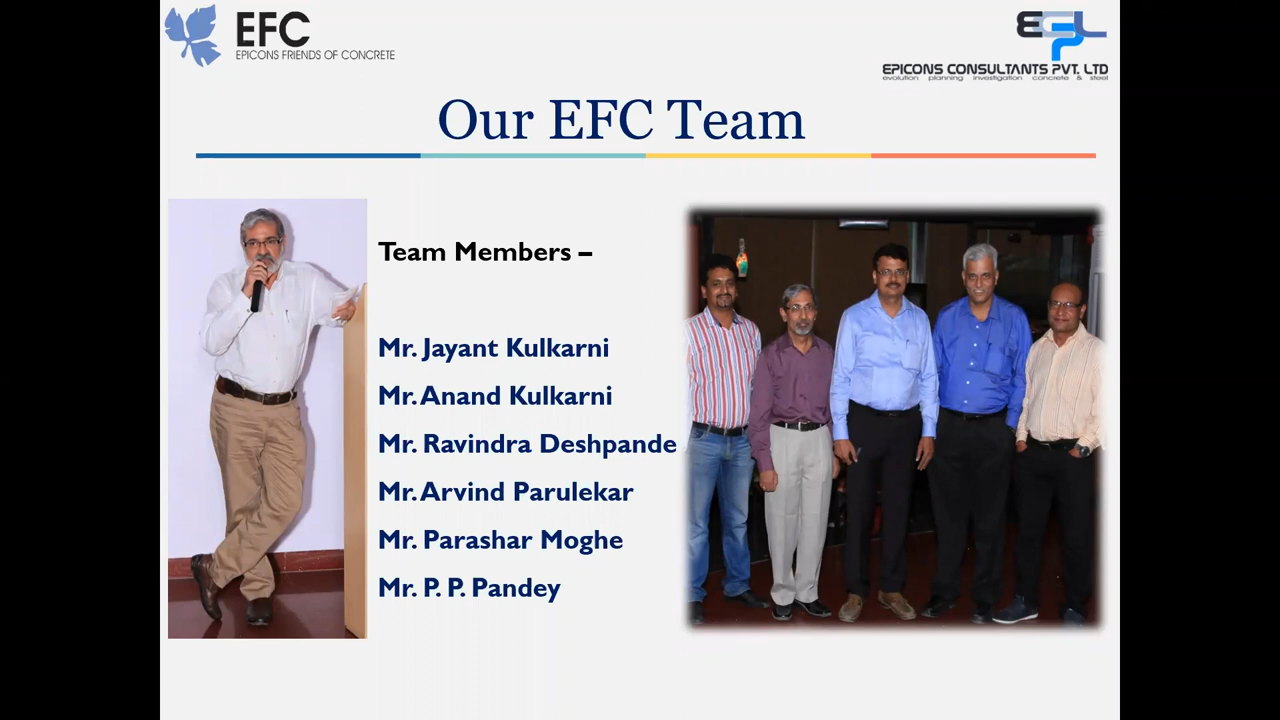 EFC
EPICONS FRIENDS OF CONCRETE
ECPL
EPICONS CONSULTANTS PVT. LTD
evolution planning investigation concrete & steel
Our EFC Team
Team Members –
Mr. Jayant Kulkarni
Mr. Anand Kulkarni
Mr. Ravindra Deshpande
Mr. Arvind Parulekar
Mr. Parashar Moghe
Mr. P. P. Pandey